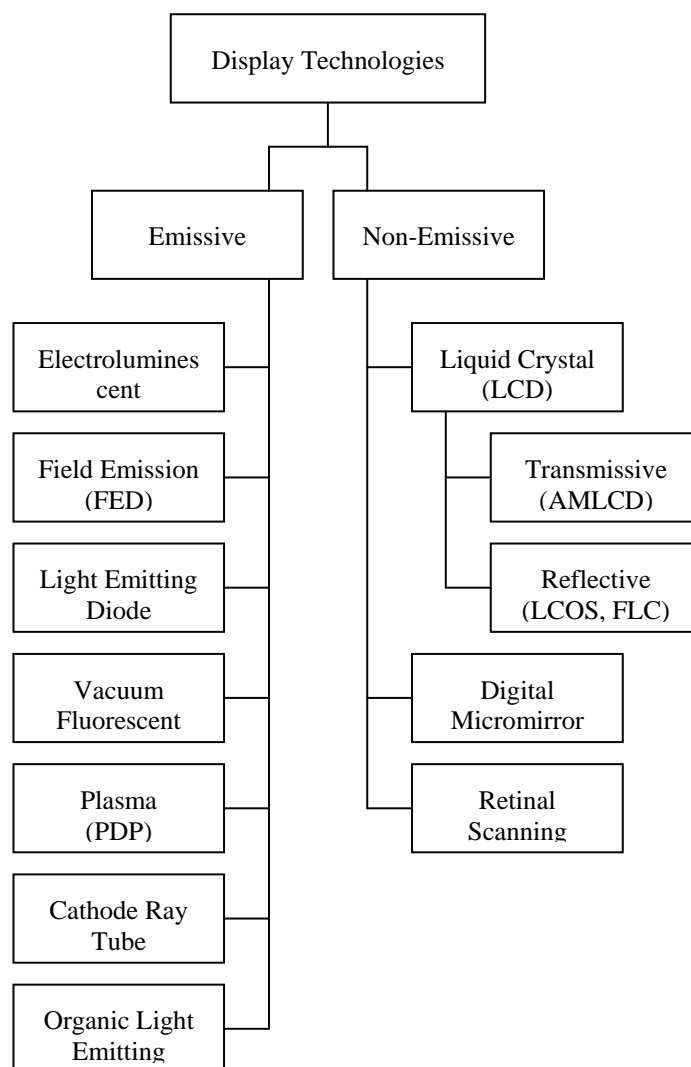 Display Technologies
Emissive
Non-Emissive
Electrolumines
cent
Field Emission
(FED)
Light Emitting
Diode
Vacuum
Fluorescent
Plasma
(PDP)
Cathode Ray
Tube
Organic Light
Emitting
Liquid Crystal
(LCD)
Transmissive
(AMLCD)
Reflective
(LCOS, FLC)
Digital
Micromirror
Retinal
Scanning